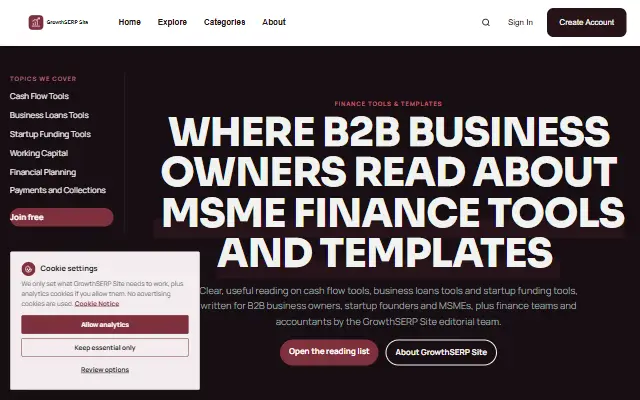 GrowthSERP Site
Home
Explore
Categories
About
Sign In
Create Account
TOPICS WE COVER
Cash Flow Tools
Business Loans Tools
Startup Funding Tools
Working Capital
Financial Planning
Payments and Collections
Join free
FINANCE TOOLS & TEMPLATES
WHERE B2B BUSINESS
OWNERS READ ABOUT
MSME FINANCE TOOLS
AND TEMPLATES
Clear, useful reading on cash flow tools, business loans tools and startup funding tools,
written for B2B business owners, startup founders and MSMEs, plus finance teams and
accountants by the GrowthSERP Site editorial team.
Open the reading list
About GrowthSERP Site
Cookie settings
We only set what GrowthSERP Site needs to work, plus
analytics cookies if you allow them. No advertising
cookies are used. Cookie Notice
Allow analytics
Keep essential only
Review options